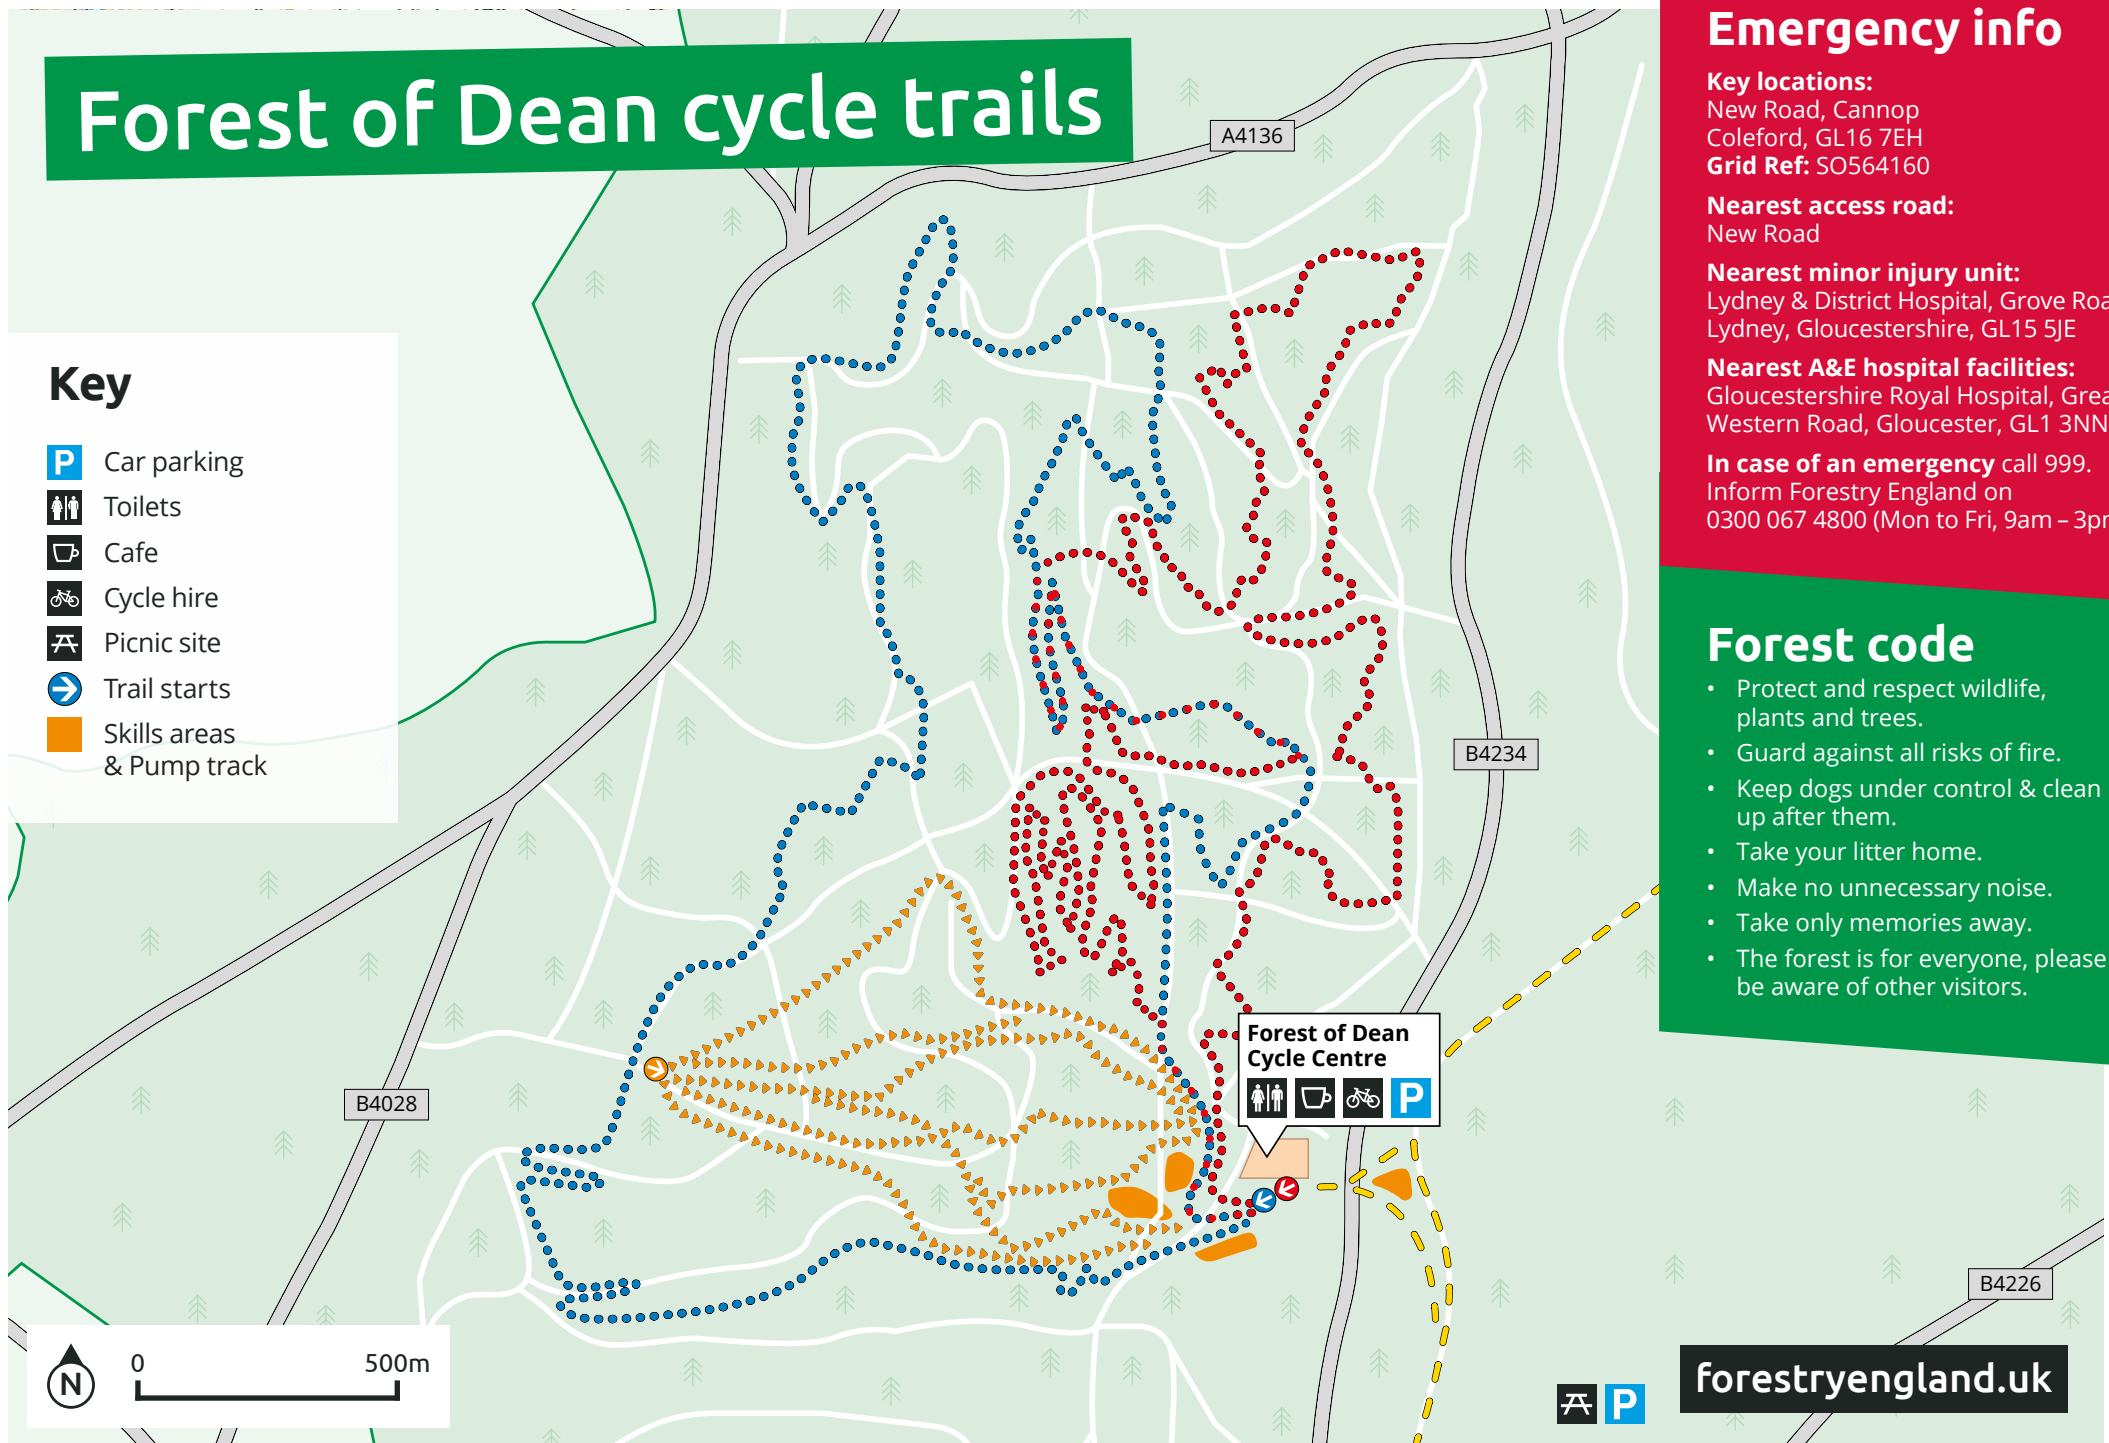 Forest of Dean cycle trails
A4136
Key
Car parking
Toilets
Cafe
Cycle hire
Picnic site
Trail starts
Skills areas
& Pump track
B4234
B4028
B4226
Forest of Dean
Cycle Centre
P
P
P
N
0 500m
Emergency info
Key locations:
New Road, Cannop
Coleford, GL16 7EH
Grid Ref: SO564160
Nearest access road:
New Road
Nearest minor injury unit:
Lydney & District Hospital, Grove Roa
Lydney, Gloucestershire, GL15 5JE
Nearest A&E hospital facilities:
Gloucestershire Royal Hospital, Grea
Western Road, Gloucester, GL1 3NN
In case of an emergency call 999.
Inform Forestry England on
0300 067 4800 (Mon to Fri, 9am – 3pm
Forest code
• Protect and respect wildlife,
plants and trees.
• Guard against all risks of fire.
• Keep dogs under control & clean
up after them.
• Take your litter home.
• Make no unnecessary noise.
• Take only memories away.
• The forest is for everyone, please
be aware of other visitors.
forestryengland.uk